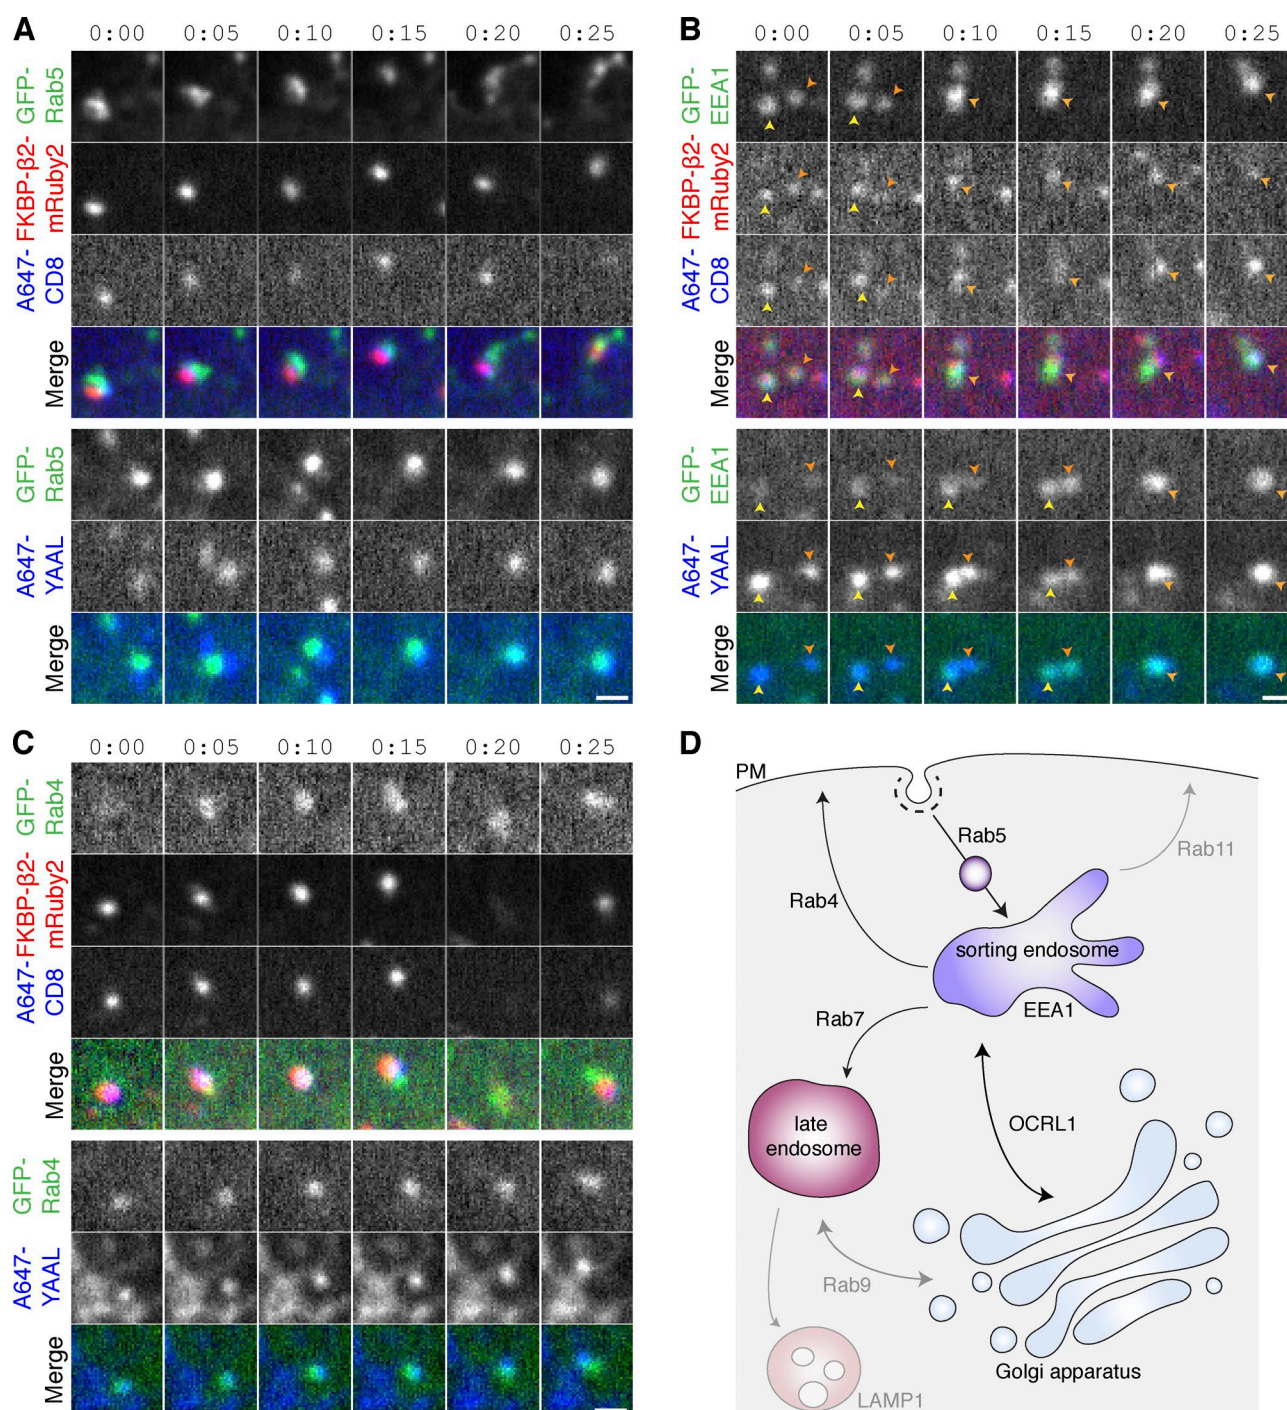 A
0:00 0:05 0:10 0:15 0:20 0:25
GFP-
Rab5
FKBP-β2-
mRuby2
A647-
CD8
Merge
GFP-
Rab5
A647-
YAAL
Merge
B
0:00 0:05 0:10 0:15 0:20 0:25
GFP-
EEA1
FKBP-β2-
mRuby2
A647-
CD8
Merge
GFP-
EEA1
A647-
YAAL
Merge
C
0:00 0:05 0:10 0:15 0:20 0:25
GFP-
Rab4
FKBP-β2-
mRuby2
A647-
CD8
Merge
GFP-
Rab4
A647-
YAAL
Merge
D
PM
Rab5
Rab11
Rab4
sorting endosome
EEA1
Rab7
late
endosome
OCRL1
Rab9
Golgi apparatus
LAMP1